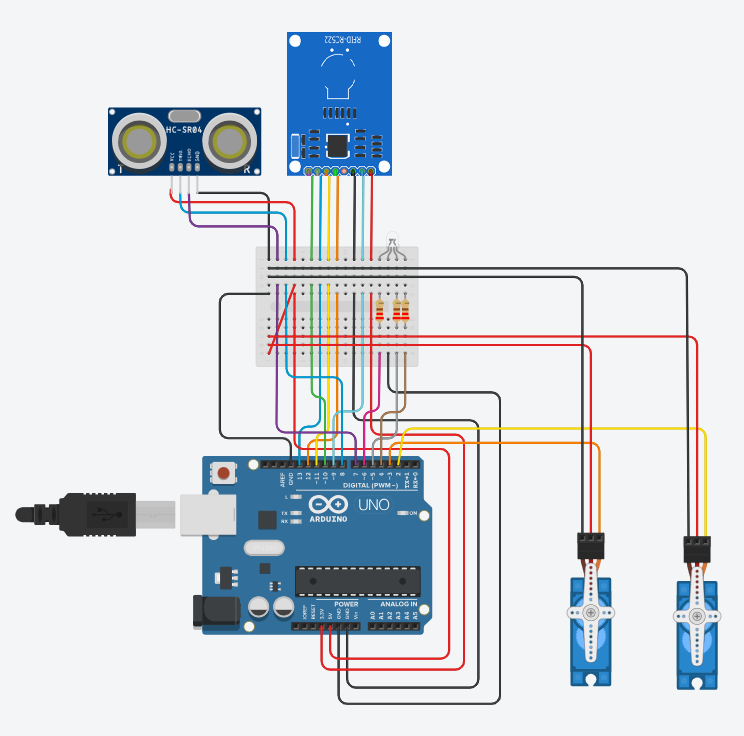 RFID-RC522
HC-SR04
VCC
TRIG
ECHO
GND
T
R
AREF
GND
13
12
~11
~10
~9
8
7
~6
~5
4
~3
2
TX→1
RX←0
DIGITAL (PWM~)
L
TX
RX
UNO
ON
ARDUINO
POWER
ANALOG IN
IOREF
RESET
3.3V
5V
GND
GND
Vin
A0
A1
A2
A3
A4
A5